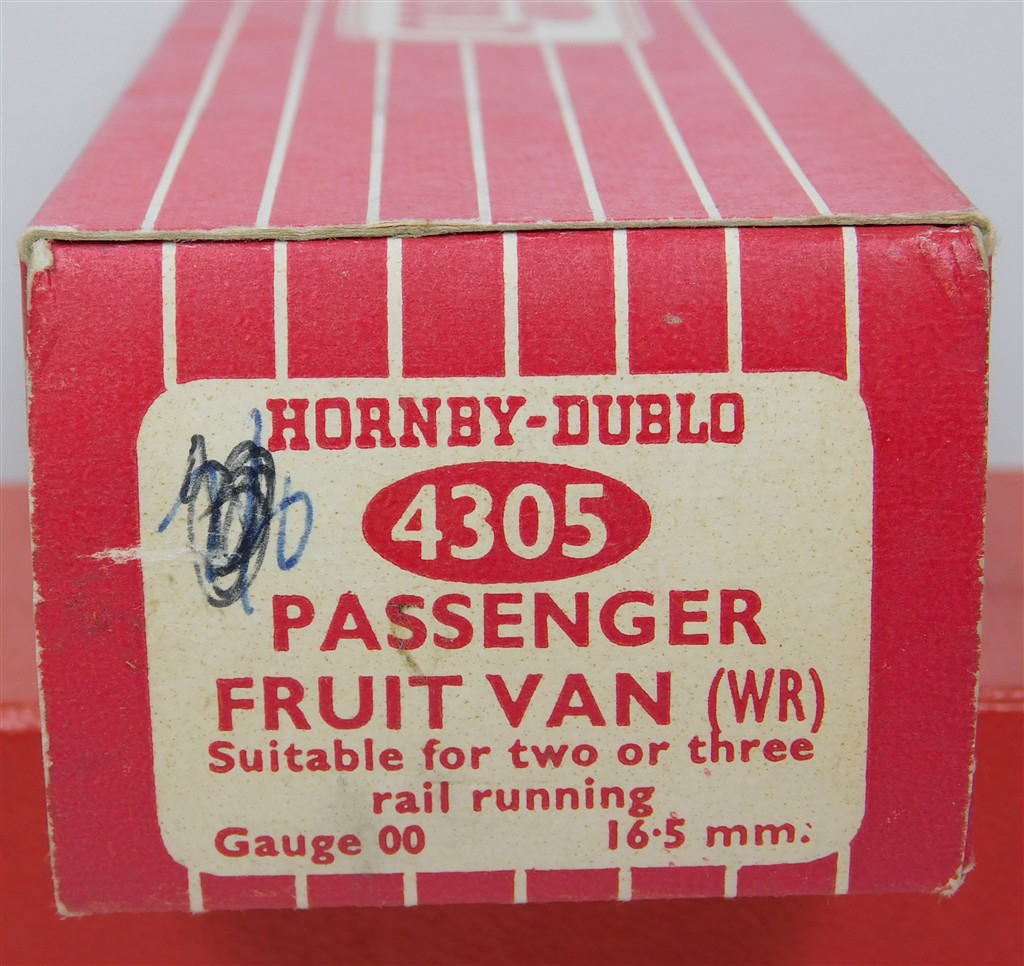 HORNBY-DUBLO
4305
PASSENGER
FRUIT VAN (WR)
Suitable for two or three
rail running
Gauge 00 16·5 mm.